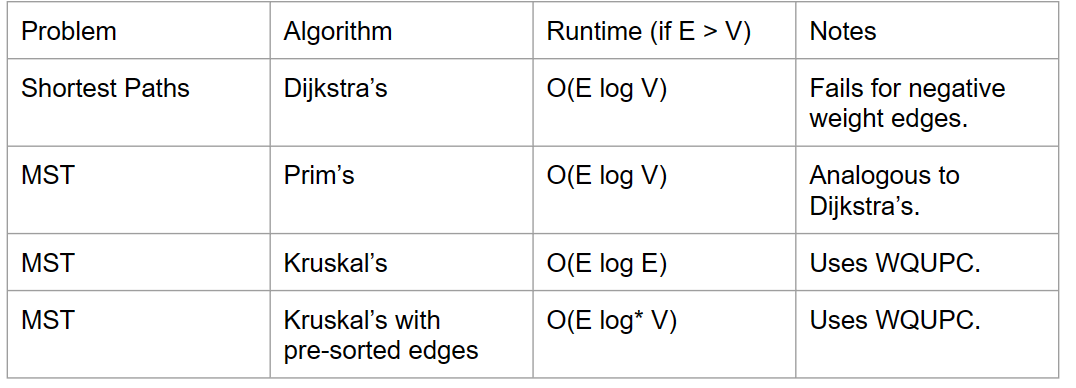 Problem Algorithm Runtime (if E > V) Notes
Shortest Paths Dijkstra’s O(E log V) Fails for negative
weight edges.
MST Prim’s O(E log V) Analogous to
Dijkstra’s.
MST Kruskal’s O(E log E) Uses WQUPC.
MST Kruskal’s with O(E log* V) Uses WQUPC.
pre-sorted edges